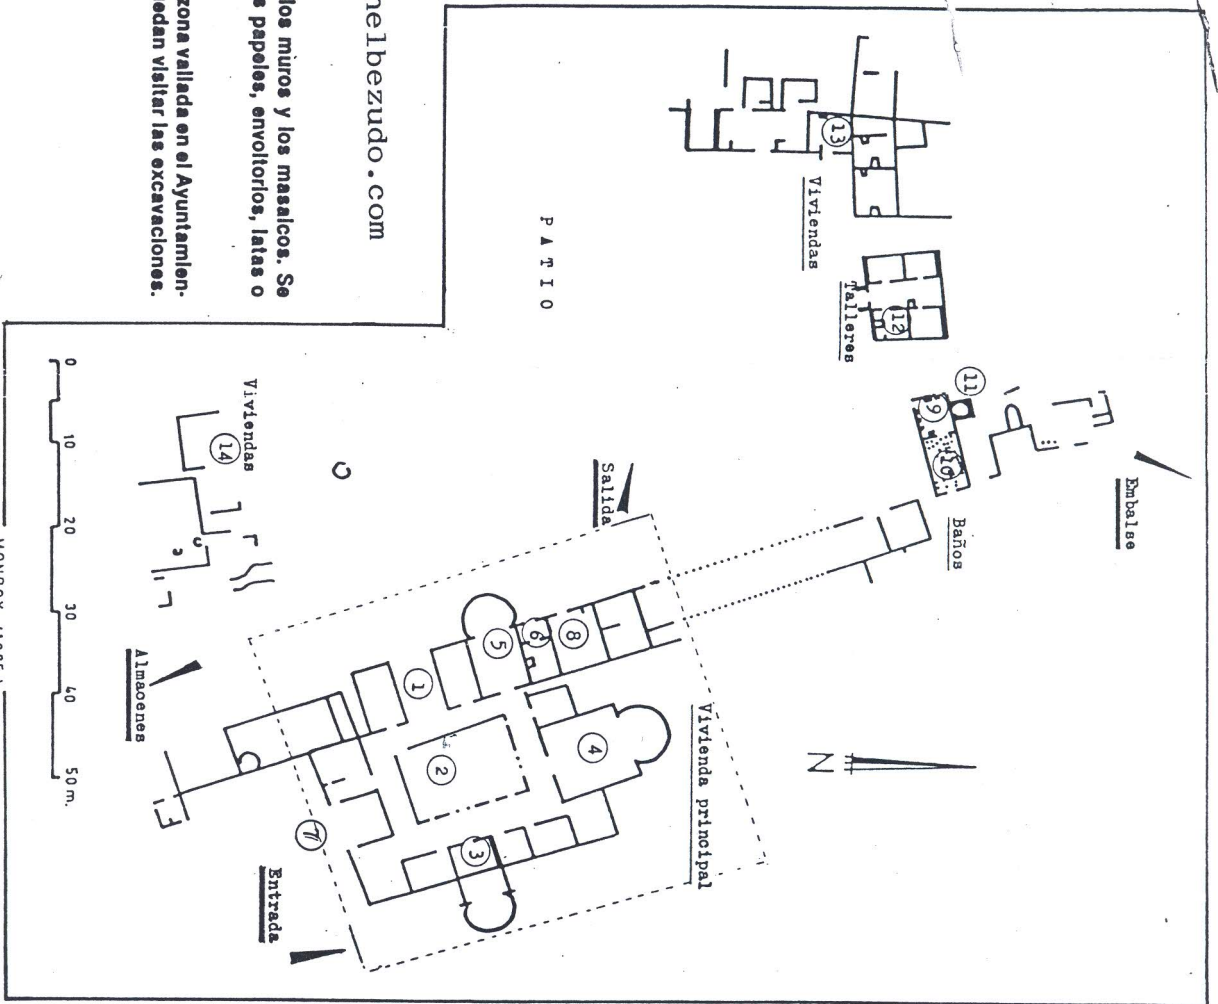 Embalse
11
Baños
10
9
12
Talleres
13
N
Viviendas
Vivienda principal
Salida
4
8
PATIO
6
5
3
2
1
nelbezudo.com
7
los muros y los masaicos. Se
Entrada
s papeles, envoltorios, latas o
Viviendas
14
zona vallada en el Ayuntamien-
edan visitar las excavaciones.
Almacenes
0 10 20 30 40 50 m.